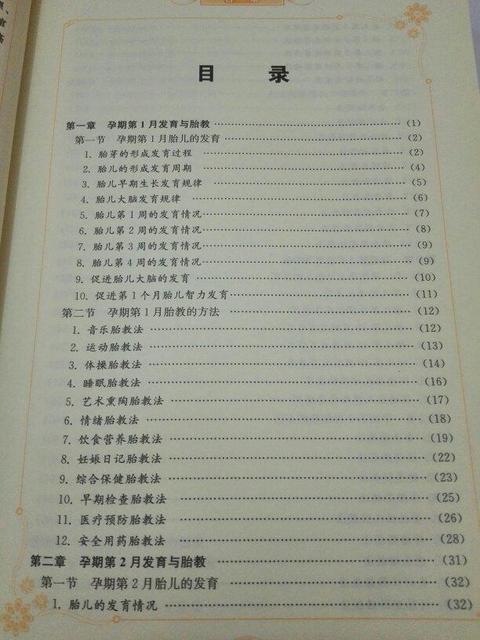 目 录
第一章 孕期第1月发育与胎教……(1)
第一节 孕期第1月胎儿的发育……(2)
1. 胎芽的形成发育过程……(2)
2. 胎儿的形成发育周期……(4)
3. 胎儿早期生长发育规律……(5)
4. 胎儿大脑发育规律……(6)
5. 胎儿第1周的发育情况……(7)
6. 胎儿第2周的发育情况……(8)
7. 胎儿第3周的发育情况……(9)
8. 胎儿第4周的发育情况……(9)
9. 促进胎儿大脑的发育……(10)
10. 促进第1个月胎儿智力发育……(11)
第二节 孕期第1月胎教的方法……(12)
1. 音乐胎教法……(12)
2. 运动胎教法……(13)
3. 体操胎教法……(14)
4. 睡眠胎教法……(16)
5. 艺术熏陶胎教法……(17)
6. 情绪胎教法……(18)
7. 饮食营养胎教法……(19)
8. 妊娠日记胎教法……(22)
9. 综合保健胎教法……(23)
10. 早期检查胎教法……(25)
11. 医疗预防胎教法……(26)
12. 安全用药胎教法……(28)
第二章 孕期第2月发育与胎教……(31)
第一节 孕期第2月胎儿的发育……(32)
1. 胎儿的发育情况……(32)